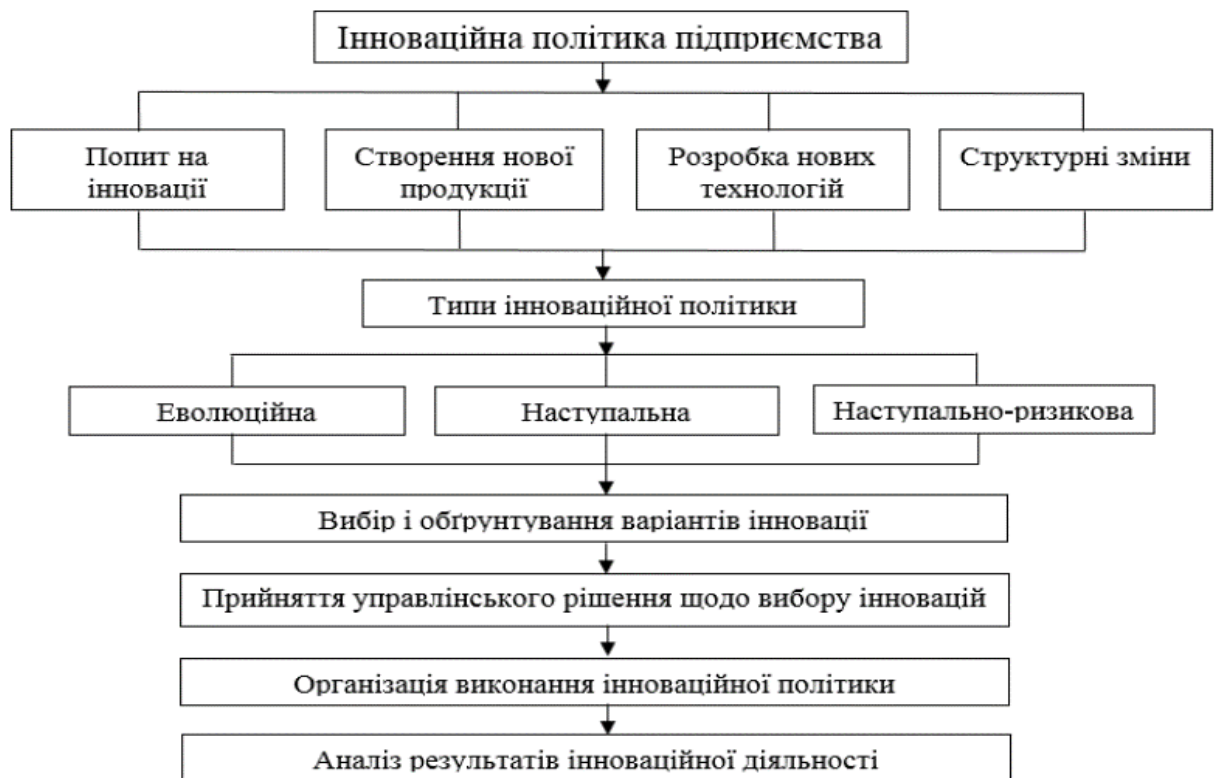 Інноваційна політика підприємства
Попит на
інновації
Створення нової
продукції
Розробка нових
технологій
Структурні зміни
Типи інноваційної політики
Еволюційна
Наступальна
Наступально-ризикова
Вибір і обґрунтування варіантів інновації
Прийняття управлінського рішення щодо вибору інновацій
Організація виконання інноваційної політики
Аналіз результатів інноваційної діяльності